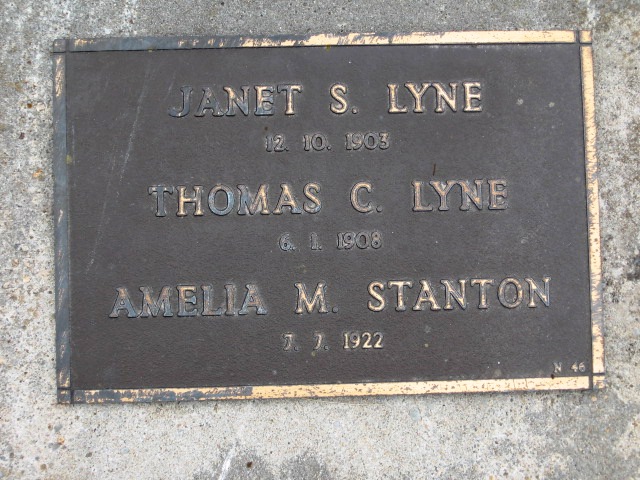 JANET S. LYNE
12. 10. 1903
THOMAS C. LYNE
6. 1. 1908
AMELIA M. STANTON
7. 7. 1922
N 46